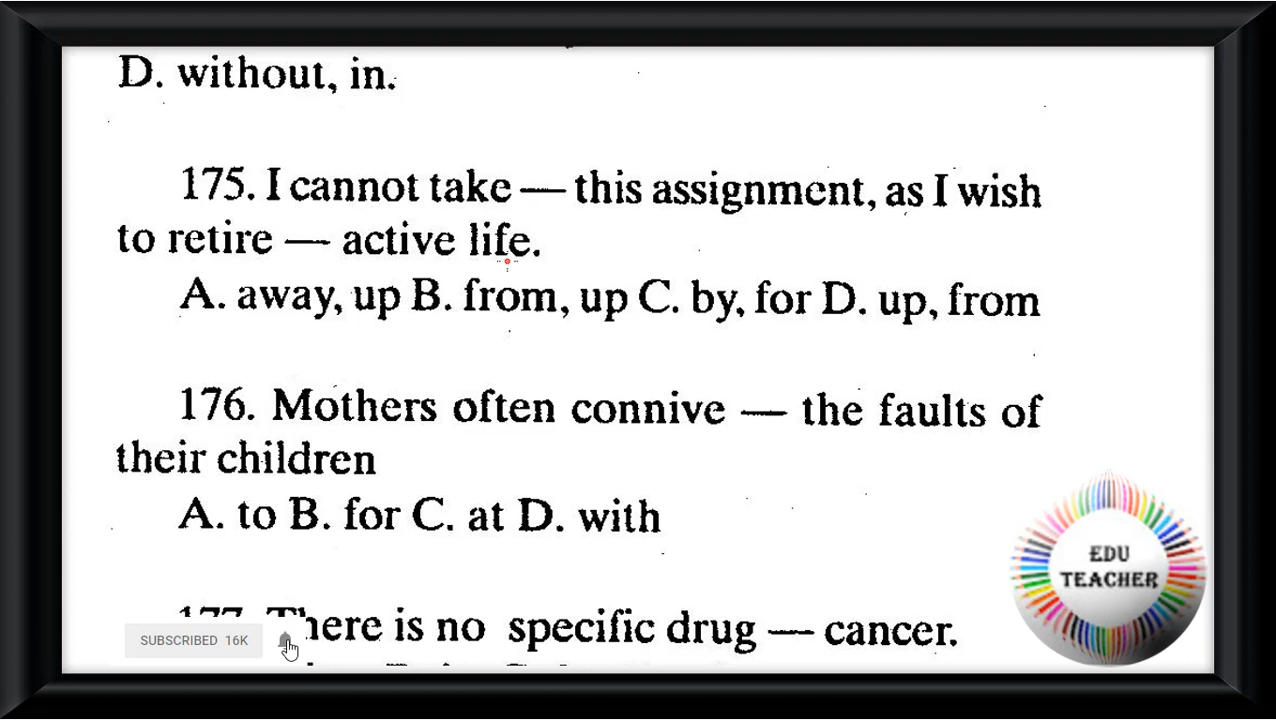 D. without, in.
175. I cannot take — this assignment, as I wish
to retire — active life.
A. away, up B. from, up C. by, for D. up, from
176. Mothers often connive — the faults of
their children
A. to B. for C. at D. with
177. There is no specific drug — cancer.
SUBSCRIBED 16K
EDU
TEACHER